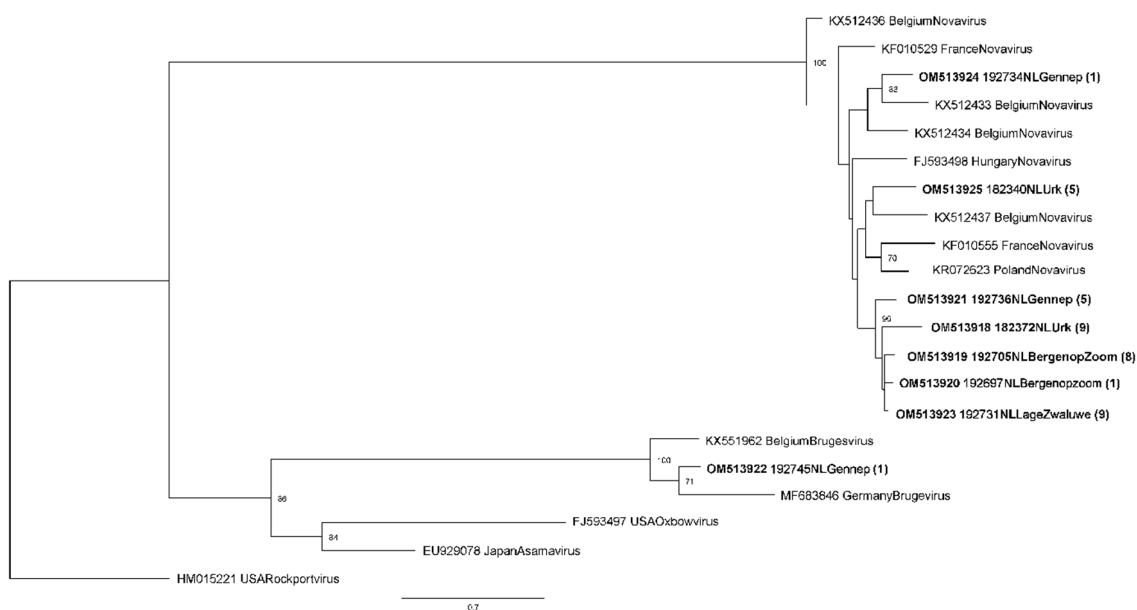 KX512436 BelgiumNovavirus
100
KF010529 FranceNovavirus
OM513924 192734NLGennep (1)
82
KX512433 BelgiumNovavirus
KX512434 BelgiumNovavirus
FJ593498 HungaryNovavirus
OM513925 182340NLUrk (5)
KX512437 BelgiumNovavirus
KF010555 FranceNovavirus
70
KR072623 PolandNovavirus
OM513921 192736NLGennep (5)
OM513918 182372NLUrk (9)
OM513919 192705NLBergenopZoom (8)
OM513920 192697NLBergenopzoom (1)
OM513923 192731NLLageZwaluwe (9)
KX551962 BelgiumBrugesvirus
100
OM513922 192745NLGennep (1)
71
MF683846 GermanyBrugevirus
86
FJ593497 USAOxbowvirus
84
EU929078 JapanAsamavirus
HM015221 USARockportvirus
0.7